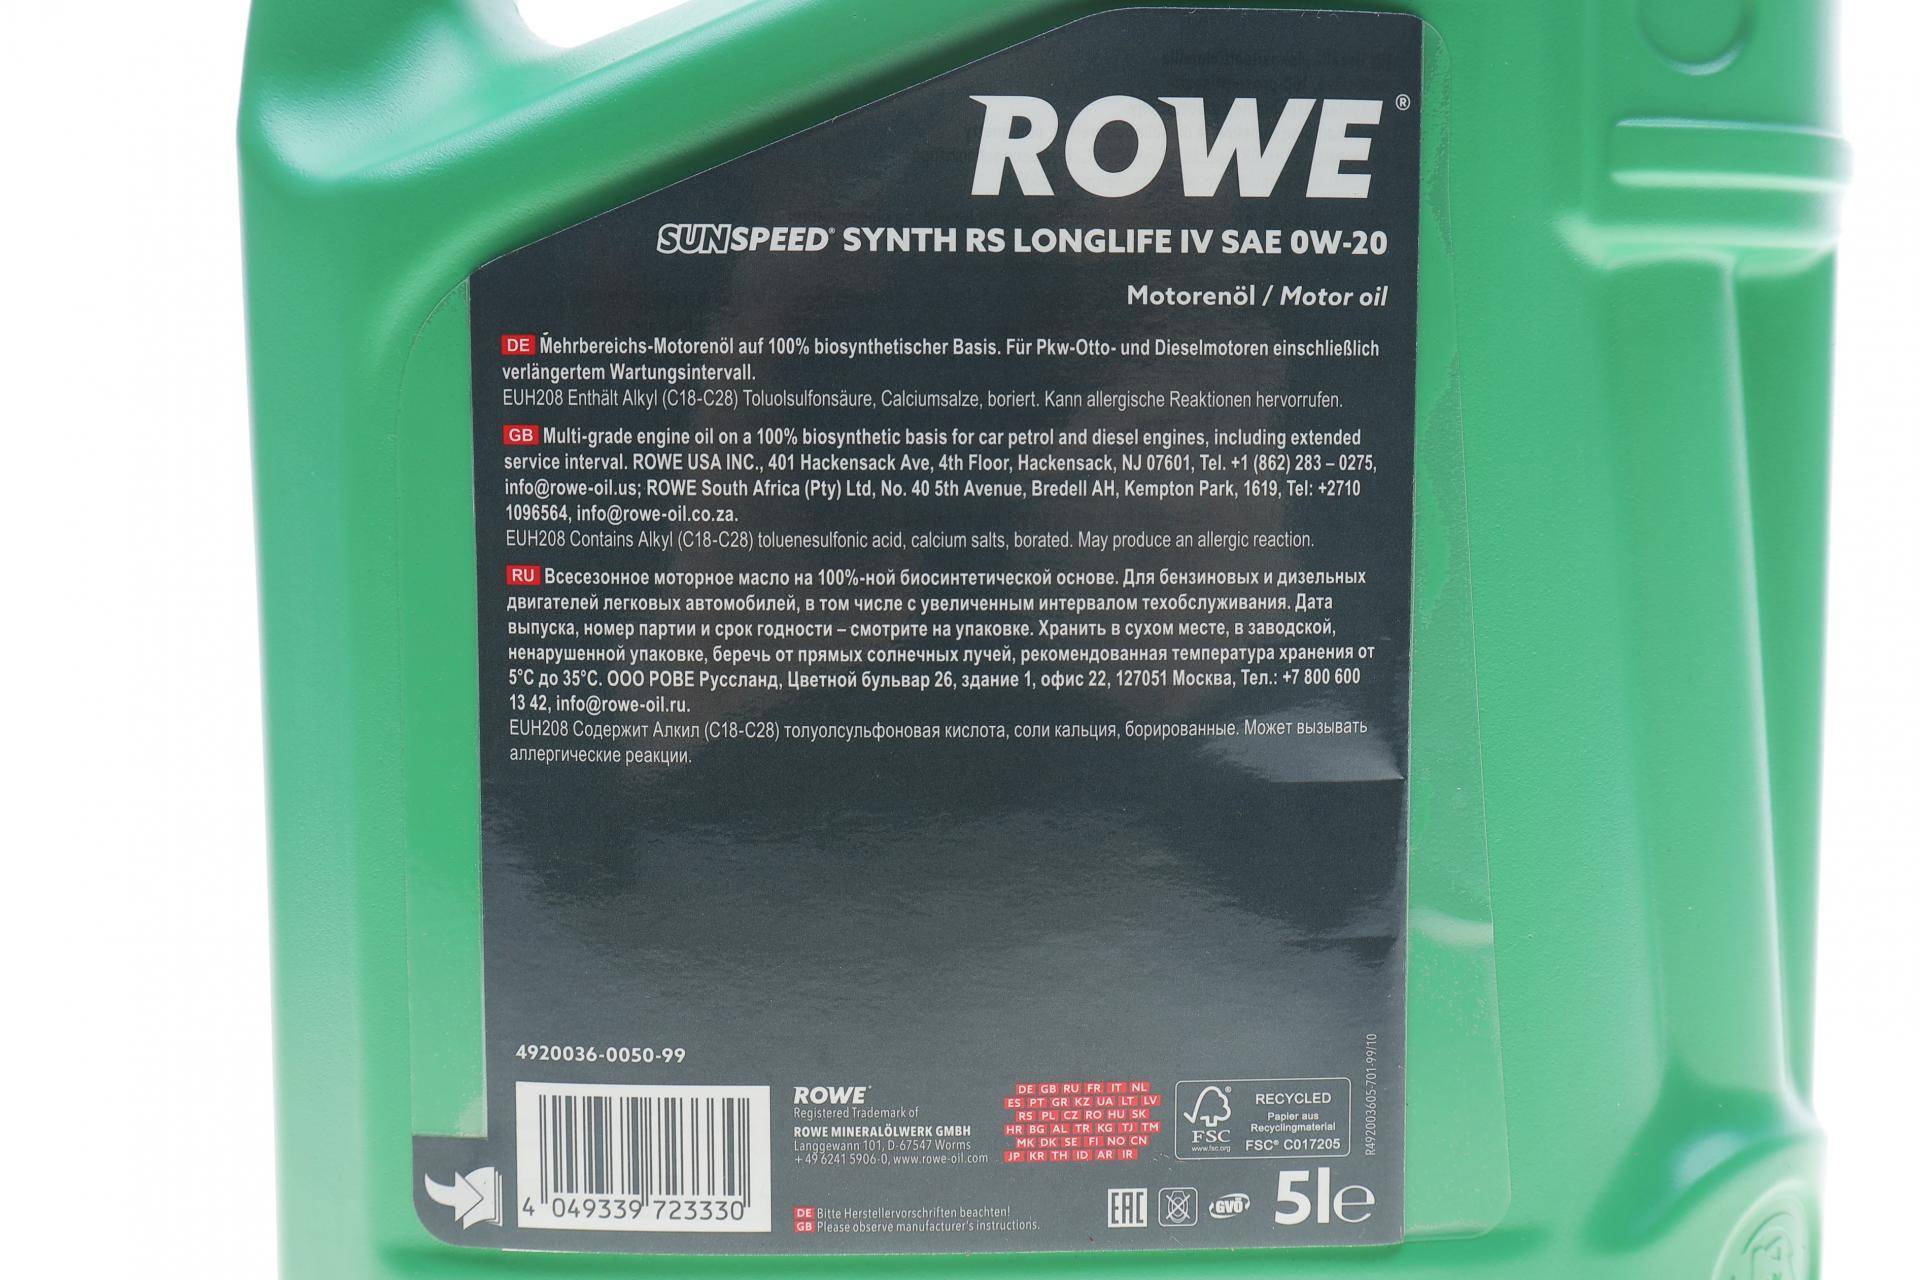 ROWE®
SUNSPEED® SYNTH RS LONGLIFE IV SAE 0W-20
Motorenöl / Motor oil
DE Mehrbereichs-Motorenöl auf 100% biosynthetischer Basis. Für Pkw-Otto- und Dieselmotoren einschließlich
verlängertem Wartungsintervall.
EUH208 Enthält Alkyl (C18-C28) Toluolsulfonsäure, Calciumsalze, boriert. Kann allergische Reaktionen hervorrufen.
GB Multi-grade engine oil on a 100% biosynthetic basis for car petrol and diesel engines, including extended
service interval. ROWE USA INC., 401 Hackensack Ave, 4th Floor, Hackensack, NJ 07601, Tel. +1 (862) 283 – 0275,
info@rowe-oil.us; ROWE South Africa (Pty) Ltd, No. 40 5th Avenue, Bredell AH, Kempton Park, 1619, Tel: +2710
1096564, info@rowe-oil.co.za.
EUH208 Contains Alkyl (C18-C28) toluenesulfonic acid, calcium salts, borated. May produce an allergic reaction.
RU Всесезонное моторное масло на 100%-ной биосинтетической основе. Для бензиновых и дизельных
двигателей легковых автомобилей, в том числе с увеличенным интервалом техобслуживания. Дата
выпуска, номер партии и срок годности – смотрите на упаковке. Хранить в сухом месте, в заводской,
ненарушенной упаковке, беречь от прямых солнечных лучей, рекомендованная температура хранения от
5°C до 35°C. ООО РОВЕ Руссланд, Цветной бульвар 26, здание 1, офис 22, 127051 Москва, Тел.: +7 800 600
13 42, info@rowe-oil.ru.
EUH208 Содержит Алкил (C18-C28) толуолсульфоновая кислота, соли кальция, борированные. Может вызывать
аллергические реакции.
4920036-0050-99
4 049339 723330
ROWE®
Registered Trademark of
ROWE MINERALÖLWERK GMBH
Langgewann 101, D-67547 Worms
+49 6241 5906-0, www.rowe-oil.com
DE Bitte Herstellervorschriften beachten!
GB Please observe manufacturer's instructions.
DE GB RU FR IT NL
ES PT GR KZ UA LT LV
RS PL CZ RO HU SK
HR BG AL TR KG TJ TM
MK DK SE FI NO CN
JP KR TH ID AR IR
FSC
www.fsc.org
RECYCLED
Papier aus
Recyclingmaterial
FSC® C017205
EAC
GVÖ
5l e
R49203605-701-99/10